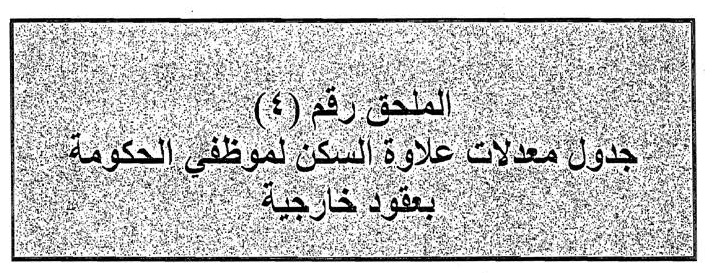 الملحق رقم (٤)
جدول معدلات علاوة السكن لموظفي الحكومة
بعقود خارجية